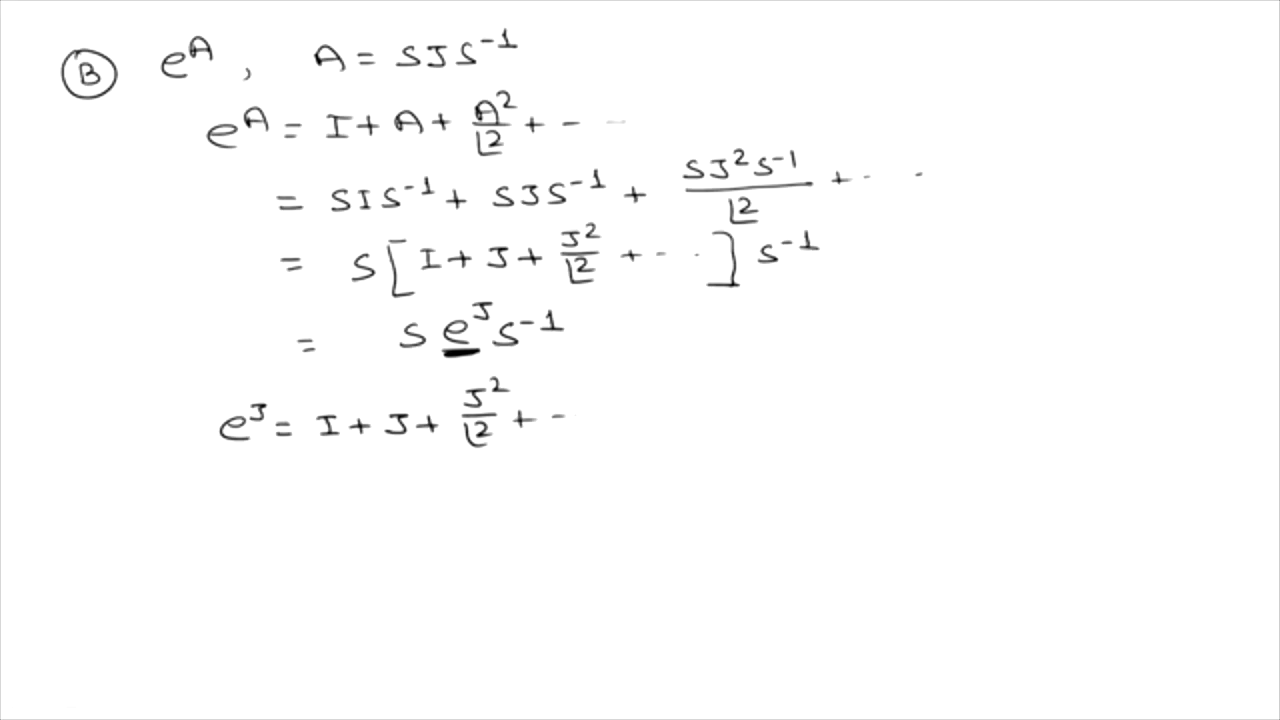 Ⓑ e^A , A = SJS^-1
e^A = I + A + A^2/⌊2 + - - -
= SIS^-1 + SJS^-1 + SJ^2S^-1/⌊2 + - - -
= S[I + J + J^2/⌊2 + - - -] S^-1
= S e^J S^-1
e^J = I + J + J^2/⌊2 + - -